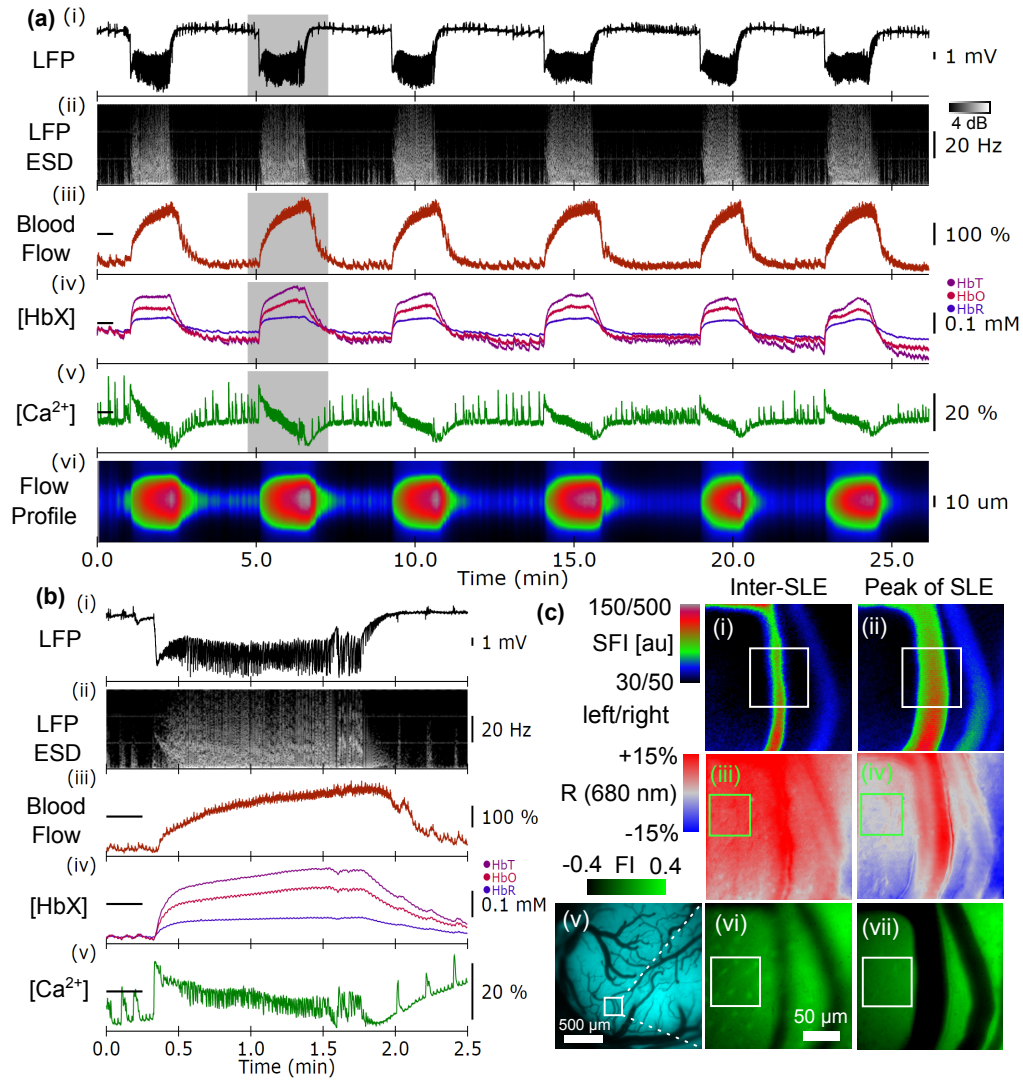 (a) (i)
LFP
1 mV
(ii)
LFP
ESD
4 dB
20 Hz
(iii)
Blood
Flow
100 %
(iv)
[HbX]
HbT
HbO
HbR
0.1 mM
(v)
[Ca²⁺]
20 %
(vi)
Flow
Profile
10 um
0.0 5.0 10.0 15.0 20.0 25.0
Time (min)
(b)
(i)
LFP
1 mV
(ii)
LFP
ESD
20 Hz
(iii)
Blood
Flow
100 %
(iv)
[HbX]
HbT
HbO
HbR
0.1 mM
(v)
[Ca²⁺]
20 %
0.0 0.5 1.0 1.5 2.0 2.5
Time (min)
(c)
Inter-SLE Peak of SLE
150/500
SFI [au]
30/50
left/right
(i) (ii)
+15%
R (680 nm)
-15%
(iii) (iv)
-0.4 FI 0.4
(v) (vi) (vii)
500 µm
50 µm